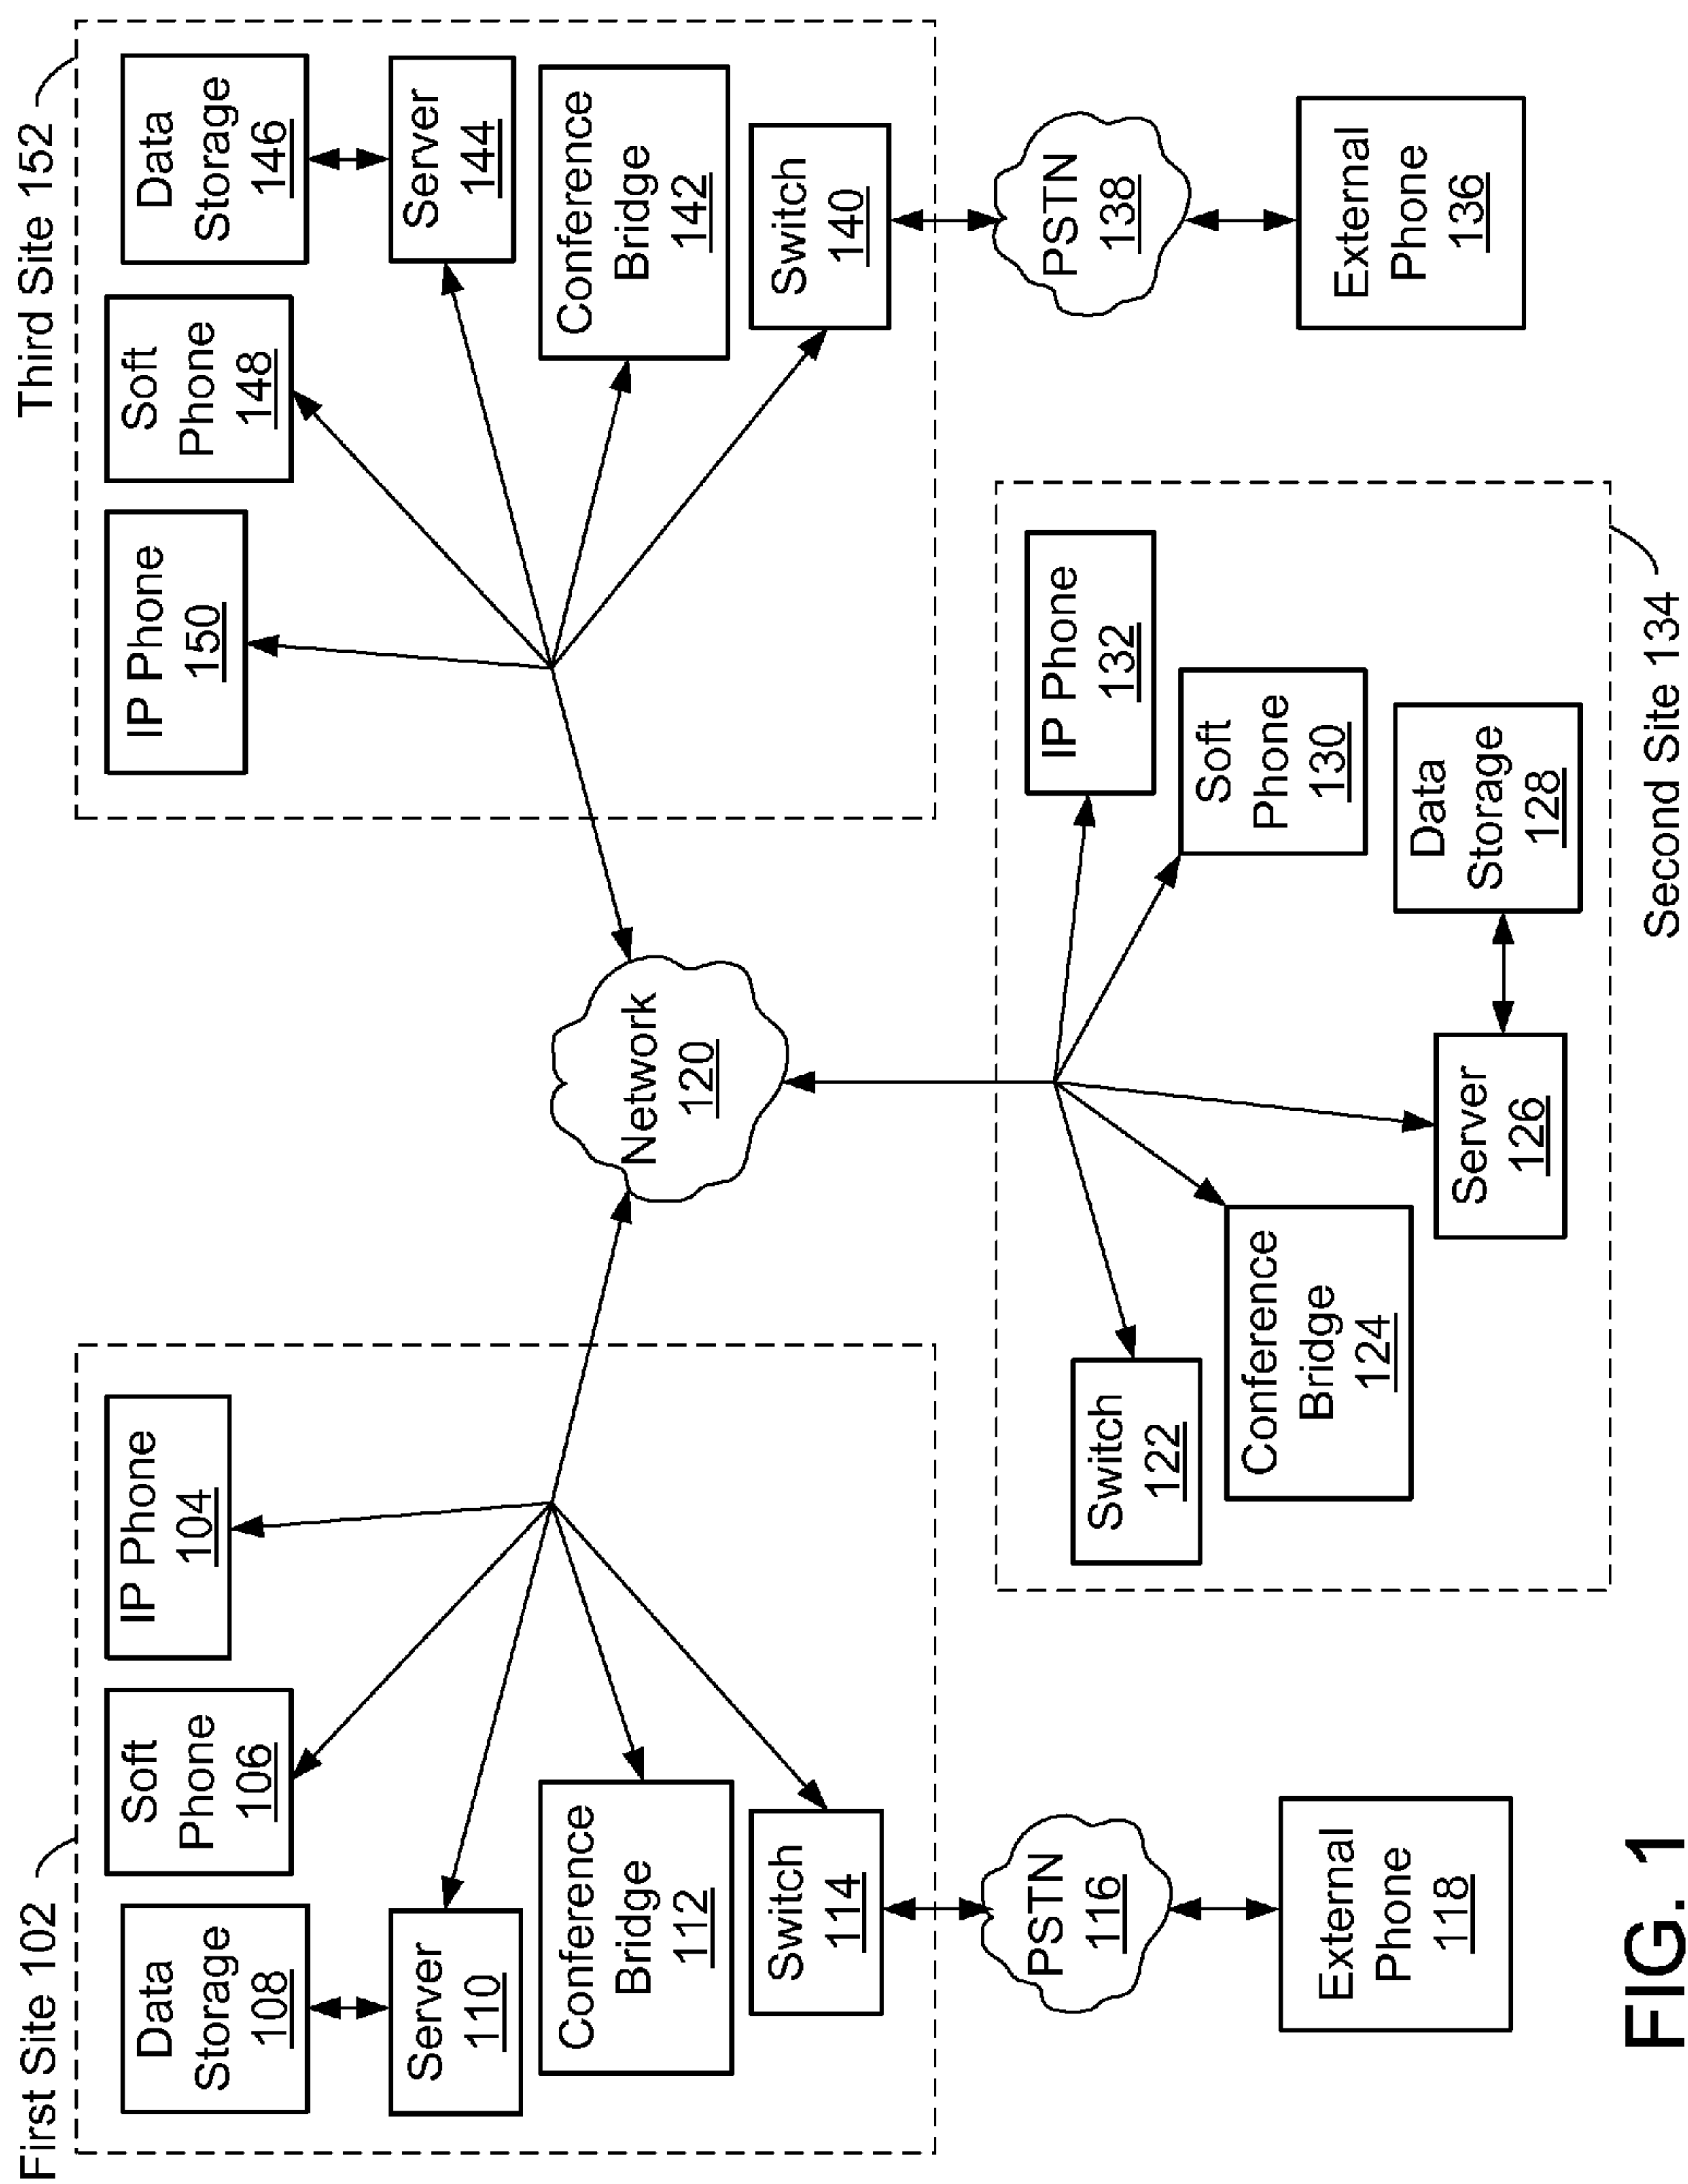 First Site 102
Data
Storage
108
Soft
Phone
106
IP Phone
104
Server
110
Conference
Bridge
112
Switch
114
PSTN
116
External
Phone
118
Network
120
Third Site 152
IP Phone
150
Soft
Phone
148
Data
Storage
146
Server
144
Conference
Bridge
142
Switch
140
PSTN
138
External
Phone
136
Switch
122
Conference
Bridge
124
Server
126
IP Phone
132
Soft
Phone
130
Data
Storage
128
Second Site 134
FIG. 1